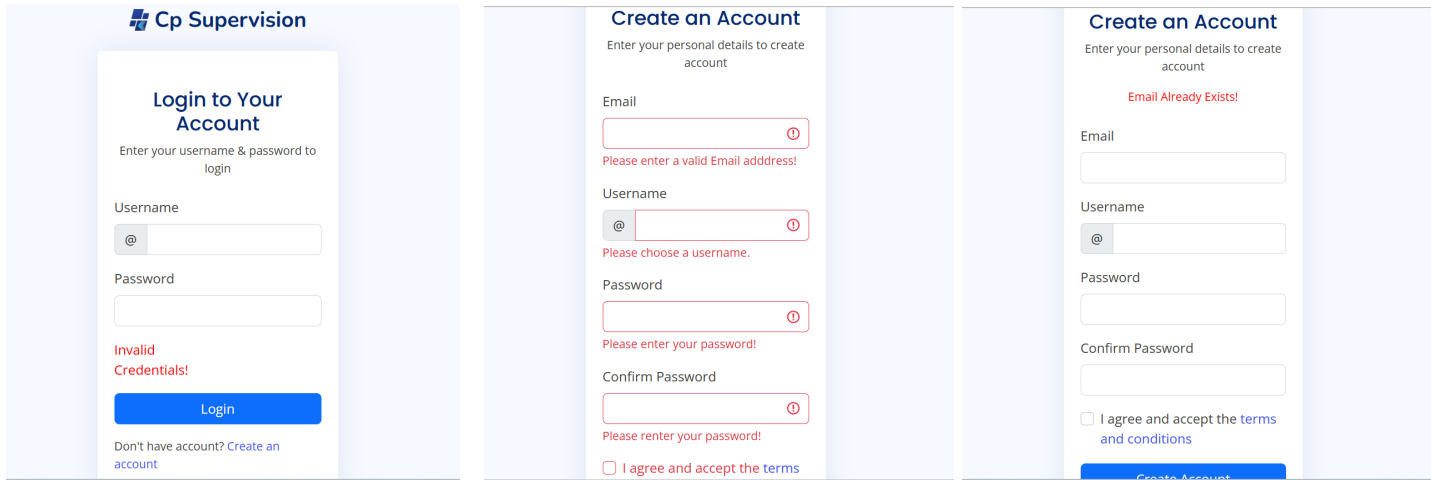 Cp Supervision
Login to Your
Account
Enter your username & password to
login
Username
@
Password
Invalid
Credentials!
Login
Don't have account? Create an
account
Create an Account
Enter your personal details to create
account
Email
Please enter a valid Email adddress!
Username
@
Please choose a username.
Password
Please enter your password!
Confirm Password
Please renter your password!
I agree and accept the terms
Create an Account
Enter your personal details to create
account
Email Already Exists!
Email
Username
@
Password
Confirm Password
I agree and accept the terms
and conditions
Create Account